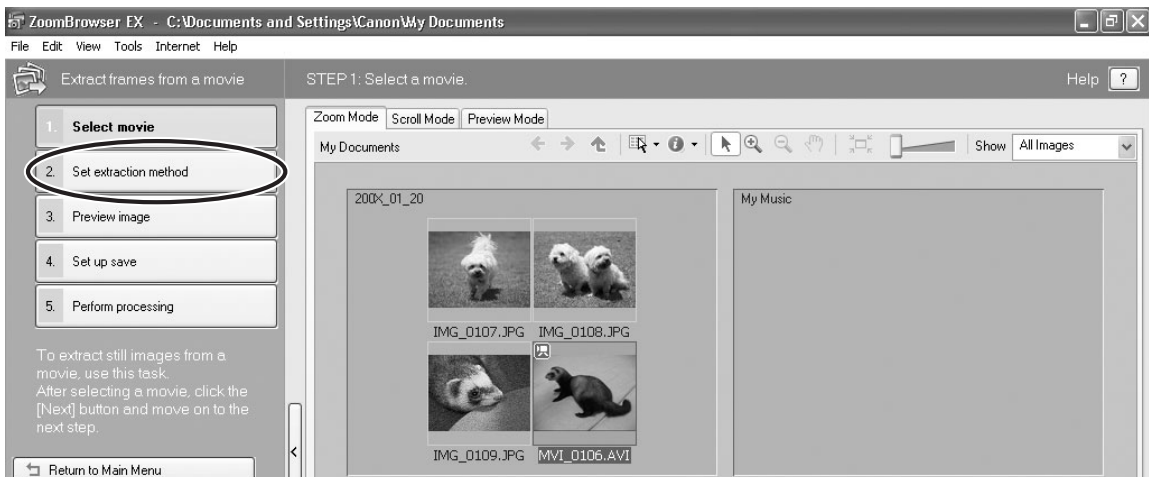 ZoomBrowser EX - C:\Documents and Settings\Canon\My Documents
File Edit View Tools Internet Help
Extract frames from a movie
STEP 1: Select a movie.
Help ?
1. Select movie
2. Set extraction method
3. Preview image
4. Set up save
5. Perform processing
To extract still images from a
movie, use this task.
After selecting a movie, click the
[Next] button and move on to the
next step.
Return to Main Menu
Zoom Mode Scroll Mode Preview Mode
My Documents
Show All Images
200X_01_20
My Music
IMG_0107.JPG IMG_0108.JPG
IMG_0109.JPG MVI_0106.AVI